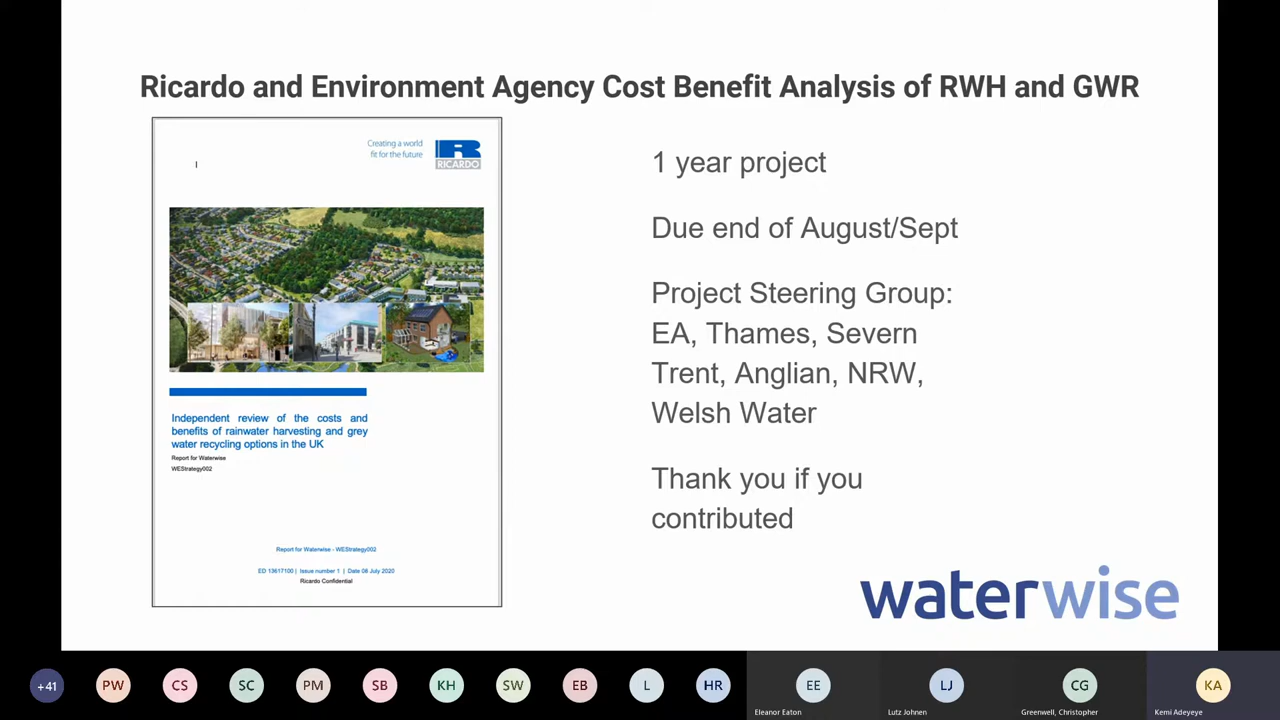 Ricardo and Environment Agency Cost Benefit Analysis of RWH and GWR
Creating a world
fit for the future
R
RICARDO
Independent review of the costs and
benefits of rainwater harvesting and grey
water recycling options in the UK
Report for Waterwise
WEStrategy002
Report for Waterwise - WEStrategy002
ED 13617100 | Issue number 1 | Date 08 July 2020
Ricardo Confidential
1 year project
Due end of August/Sept
Project Steering Group:
EA, Thames, Severn
Trent, Anglian, NRW,
Welsh Water
Thank you if you
contributed
waterwise
+41 PW CS SC PM SB KH SW EB L HR EE LJ CG KA
Eleanor Eaton Lutz Johnen Greenwell, Christopher Kemi Adeyeye